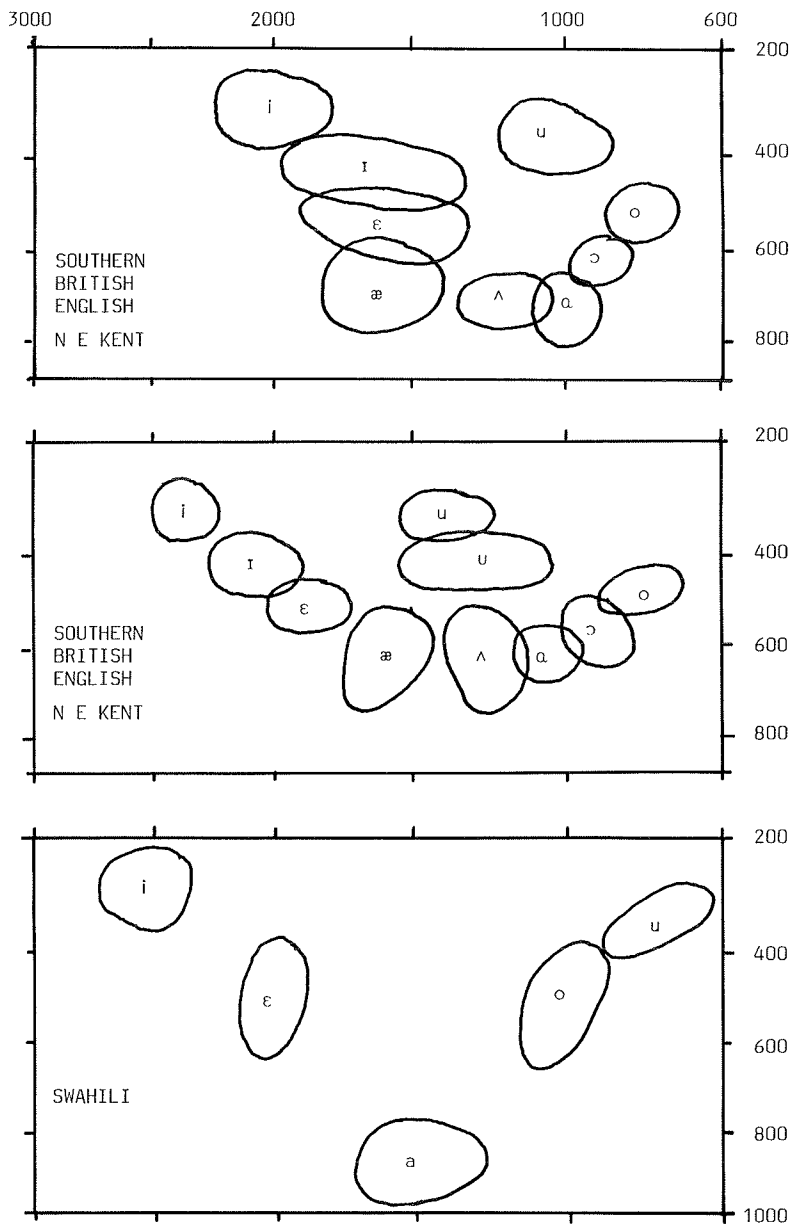 3000 2000 1000 600
200
i
u
400
ɪ
o
ɛ
ɔ
600
SOUTHERN
BRITISH
ENGLISH
æ ʌ ɑ
N E KENT
800
200
i u
400
ɪ U
o
ɛ
ɔ
600
SOUTHERN
BRITISH
ENGLISH
æ ʌ ɑ
N E KENT
800
200
i
u
400
ɛ o
600
SWAHILI
800
a
1000